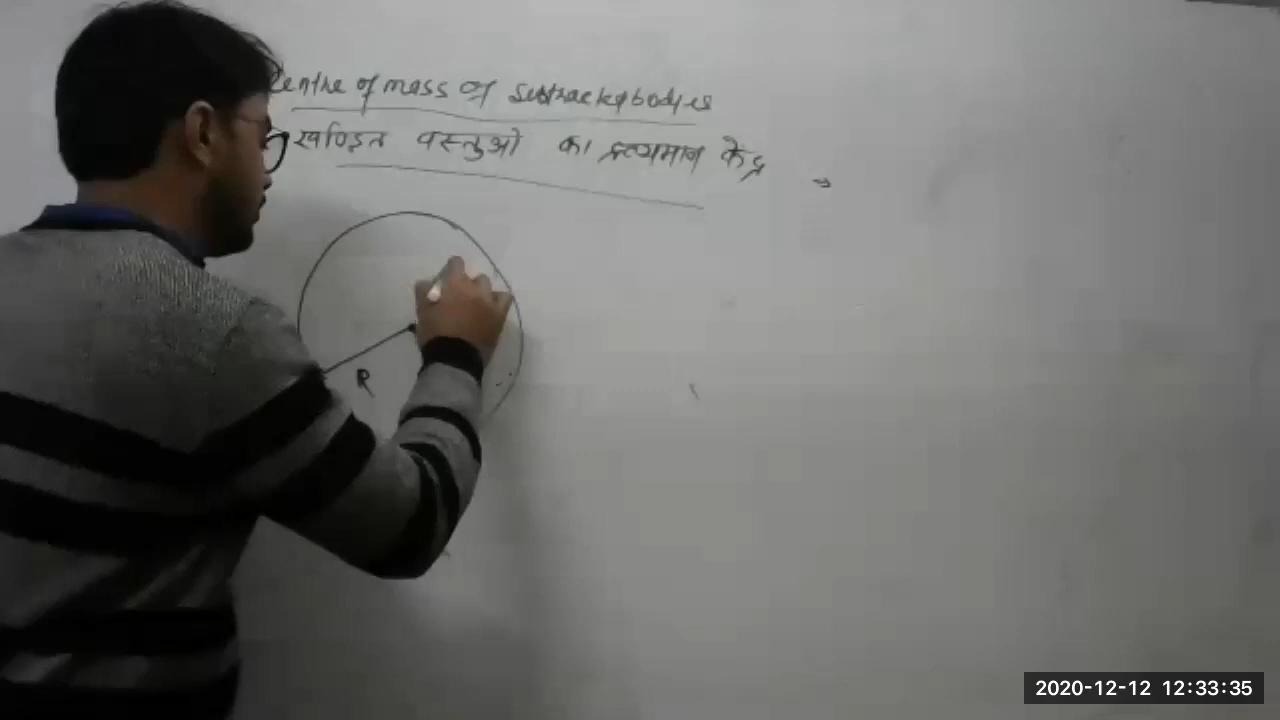 Centre of mass of subtracted bodies
खण्डित वस्तुओ का द्रव्यमान केंद्र →
R
2020-12-12 12:33:35